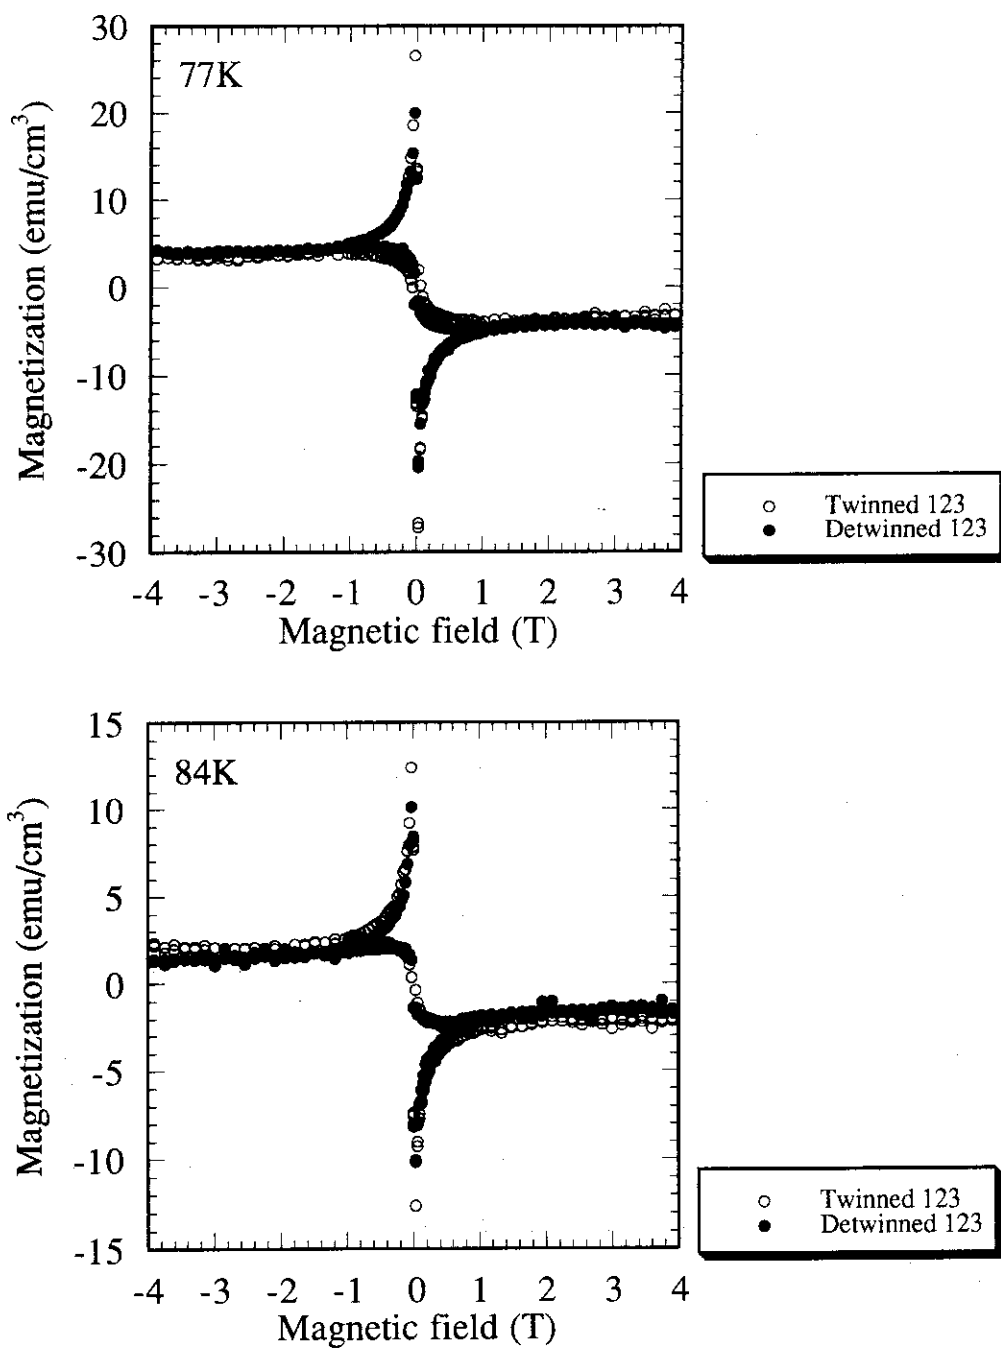 30
77K
20
10
0
-10
-20
-30
Magnetization (emu/cm³)
-4 -3 -2 -1 0 1 2 3 4
Magnetic field (T)
Twinned 123
Detwinned 123
15
84K
10
5
0
-5
-10
-15
Magnetization (emu/cm³)
-4 -3 -2 -1 0 1 2 3 4
Magnetic field (T)
Twinned 123
Detwinned 123